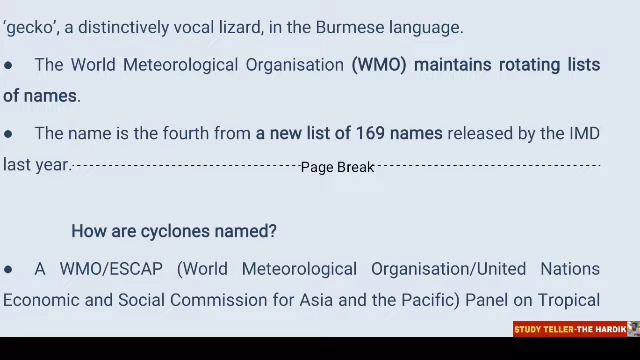 ‘gecko’, a distinctively vocal lizard, in the Burmese language.
● The World Meteorological Organisation (WMO) maintains rotating lists
of names.
● The name is the fourth from a new list of 169 names released by the IMD
last year.
Page Break
How are cyclones named?
● A WMO/ESCAP (World Meteorological Organisation/United Nations
Economic and Social Commission for Asia and the Pacific) Panel on Tropical
STUDY TELLER-THE HARDIK